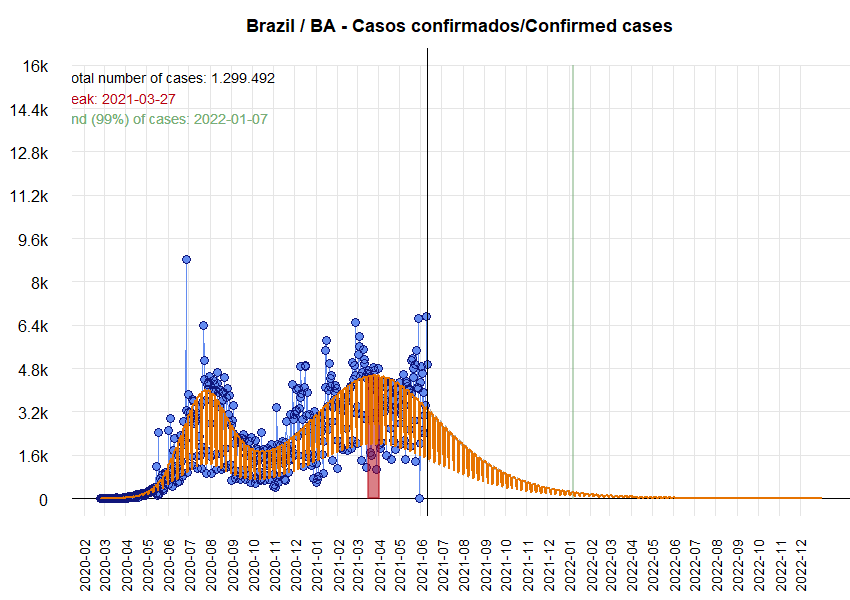 Brazil / BA - Casos confirmados/Confirmed cases
16k
otal number of cases: 1.299.492
eak: 2021-03-27
14.4k
nd (99%) of cases: 2022-01-07
12.8k
11.2k
9.6k
8k
6.4k
4.8k
3.2k
1.6k
0
2020-02
2020-03
2020-04
2020-05
2020-06
2020-07
2020-08
2020-09
2020-10
2020-11
2020-12
2021-01
2021-02
2021-03
2021-04
2021-05
2021-06
2021-07
2021-08
2021-09
2021-10
2021-11
2021-12
2022-01
2022-02
2022-03
2022-04
2022-05
2022-06
2022-07
2022-08
2022-09
2022-10
2022-11
2022-12